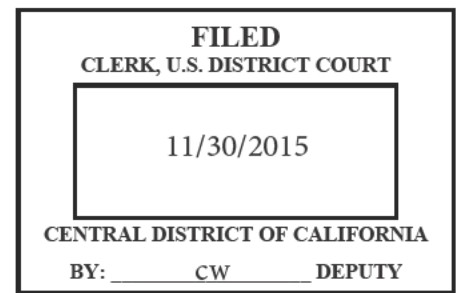 FILED
CLERK, U.S. DISTRICT COURT
11/30/2015
CENTRAL DISTRICT OF CALIFORNIA
BY: CW DEPUTY